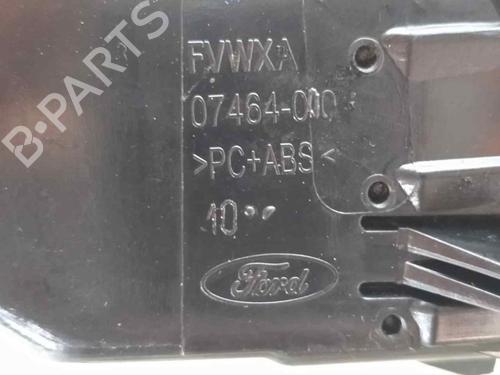 B-PARTS
FVWXA
07464-000
>PC+ABS<
10
Ford